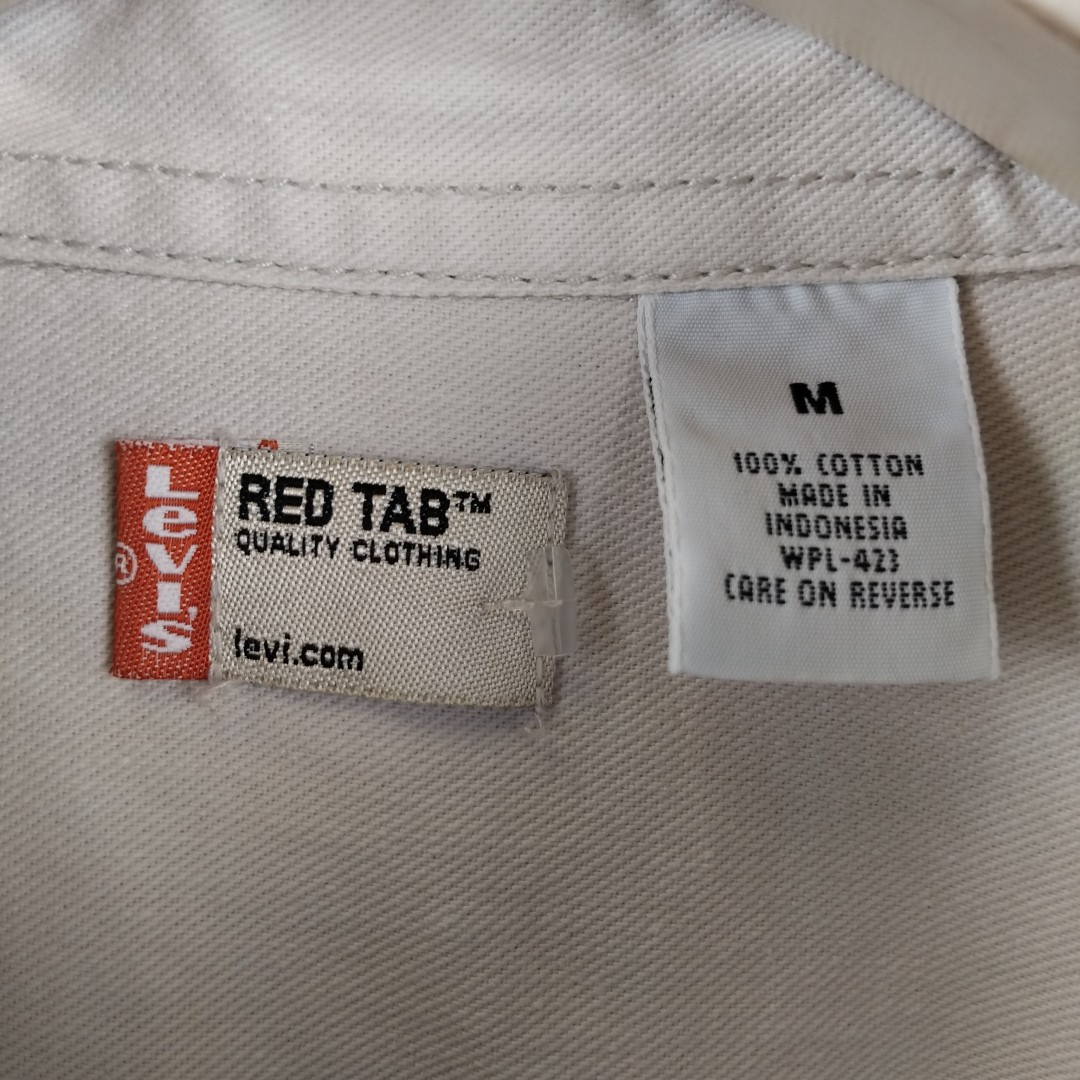 Levi's
®
RED TAB™
QUALITY CLOTHING
levi.com
M
100% COTTON
MADE IN
INDONESIA
WPL-423
CARE ON REVERSE